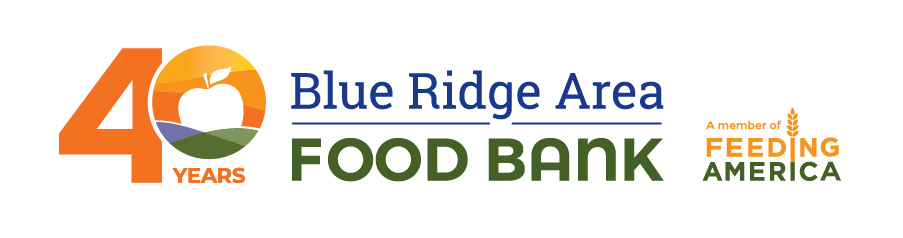 40
YEARS
Blue Ridge Area
FOOD BANK
A member of
FEEDING
AMERICA